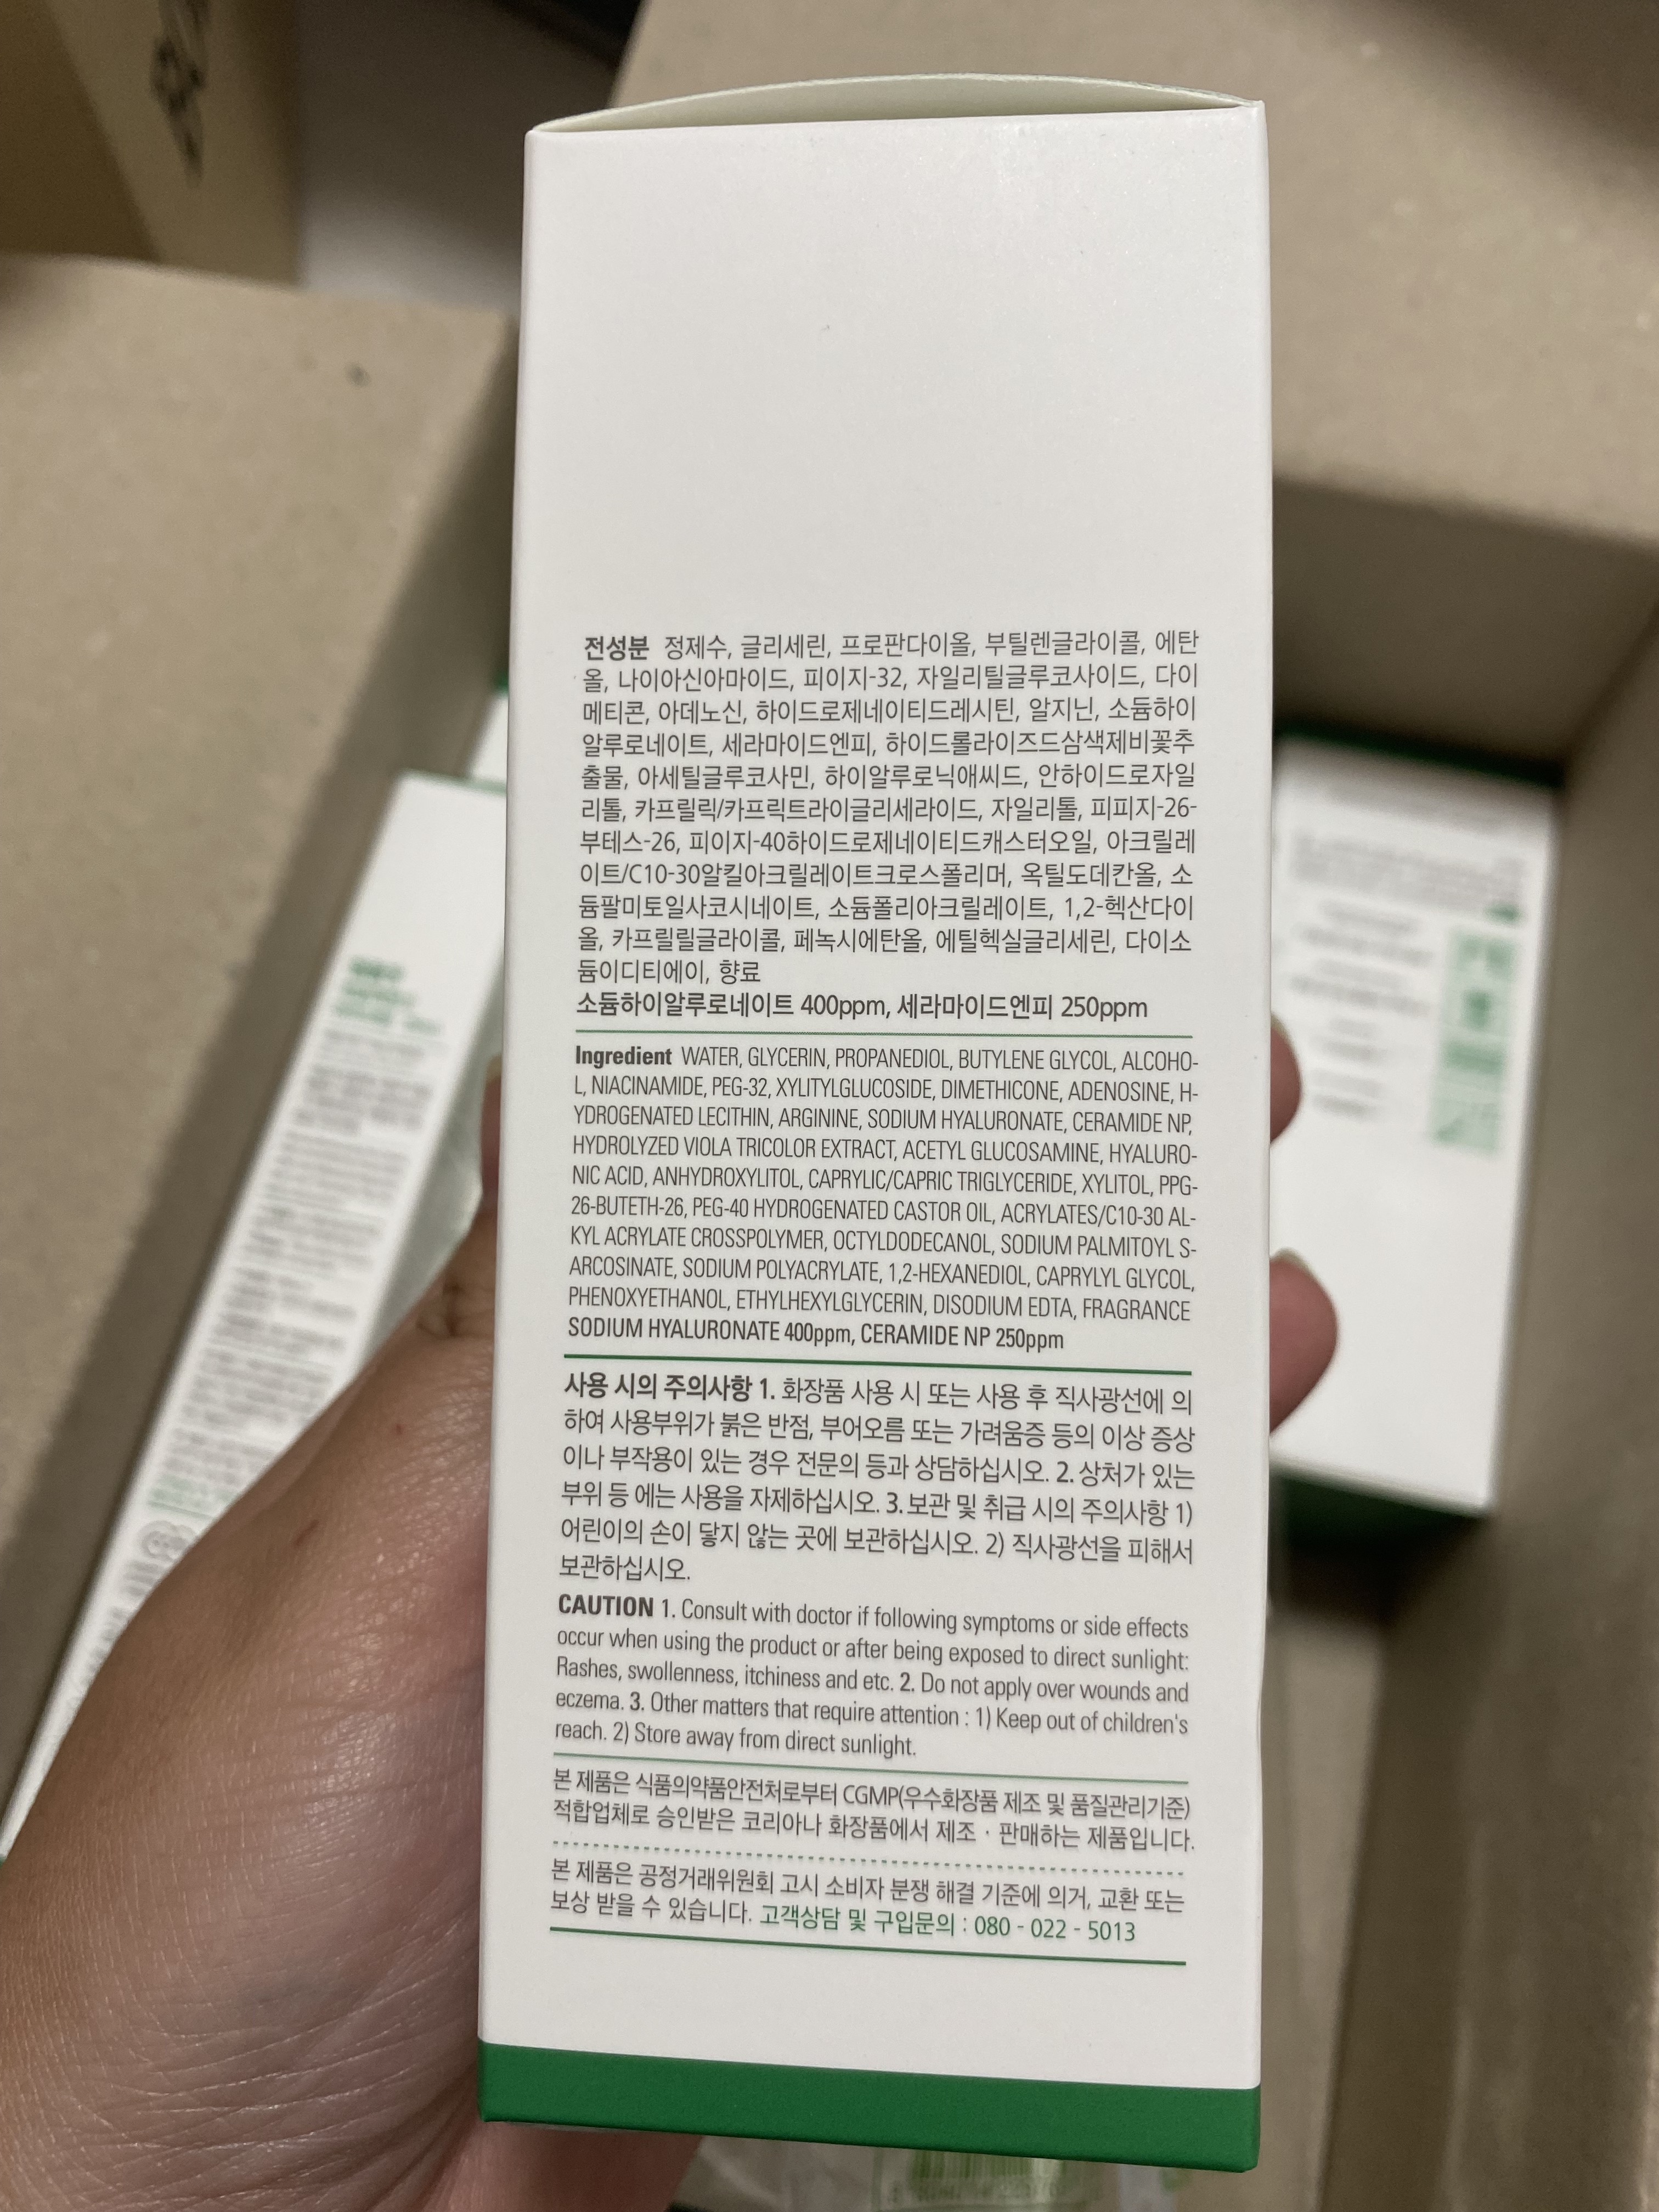 전성분 정제수, 글리세린, 프로판다이올, 부틸렌글라이콜, 에탄
올, 나이아신아마이드, 피이지-32, 자일리틸글루코사이드, 다이
메티콘, 아데노신, 하이드로제네이티드레시틴, 알지닌, 소듐하이
알루로네이트, 세라마이드엔피, 하이드롤라이즈드삼색제비꽃추
출물, 아세틸글루코사민, 하이알루로닉애씨드, 안하이드로자일
리톨, 카프릴릭/카프릭트라이글리세라이드, 자일리톨, 피피지-26-
부테스-26, 피이지-40하이드로제네이티드캐스터오일, 아크릴레
이트/C10-30알킬아크릴레이트크로스폴리머, 옥틸도데칸올, 소
듐팔미토일사코시네이트, 소듐폴리아크릴레이트, 1,2-헥산다이
올, 카프릴릴글라이콜, 페녹시에탄올, 에틸헥실글리세린, 다이소
듐이디티에이, 향료
소듐하이알루로네이트 400ppm, 세라마이드엔피 250ppm
Ingredient WATER, GLYCERIN, PROPANEDIOL, BUTYLENE GLYCOL, ALCOHO-
L, NIACINAMIDE, PEG-32, XYLITYLGLUCOSIDE, DIMETHICONE, ADENOSINE, H-
YDROGENATED LECITHIN, ARGININE, SODIUM HYALURONATE, CERAMIDE NP,
HYDROLYZED VIOLA TRICOLOR EXTRACT, ACETYL GLUCOSAMINE, HYALURO-
NIC ACID, ANHYDROXYLITOL, CAPRYLIC/CAPRIC TRIGLYCERIDE, XYLITOL, PPG-
26-BUTETH-26, PEG-40 HYDROGENATED CASTOR OIL, ACRYLATES/C10-30 AL-
KYL ACRYLATE CROSSPOLYMER, OCTYLDODECANOL, SODIUM PALMITOYL S-
ARCOSINATE, SODIUM POLYACRYLATE, 1,2-HEXANEDIOL, CAPRYLYL GLYCOL,
PHENOXYETHANOL, ETHYLHEXYLGLYCERIN, DISODIUM EDTA, FRAGRANCE
SODIUM HYALURONATE 400ppm, CERAMIDE NP 250ppm
사용 시의 주의사항 1. 화장품 사용 시 또는 사용 후 직사광선에 의
하여 사용부위가 붉은 반점, 부어오름 또는 가려움증 등의 이상 증상
이나 부작용이 있는 경우 전문의 등과 상담하십시오. 2. 상처가 있는
부위 등 에는 사용을 자제하십시오. 3. 보관 및 취급 시의 주의사항 1)
어린이의 손이 닿지 않는 곳에 보관하십시오. 2) 직사광선을 피해서
보관하십시오.
CAUTION 1. Consult with doctor if following symptoms or side effects
occur when using the product or after being exposed to direct sunlight:
Rashes, swollenness, itchiness and etc. 2. Do not apply over wounds and
eczema. 3. Other matters that require attention : 1) Keep out of children's
reach. 2) Store away from direct sunlight.
본 제품은 식품의약품안전처로부터 CGMP(우수화장품 제조 및 품질관리기준)
적합업체로 승인받은 코리아나 화장품에서 제조 · 판매하는 제품입니다.
본 제품은 공정거래위원회 고시 소비자 분쟁 해결 기준에 의거, 교환 또는
보상 받을 수 있습니다. 고객상담 및 구입문의 : 080 - 022 - 5013